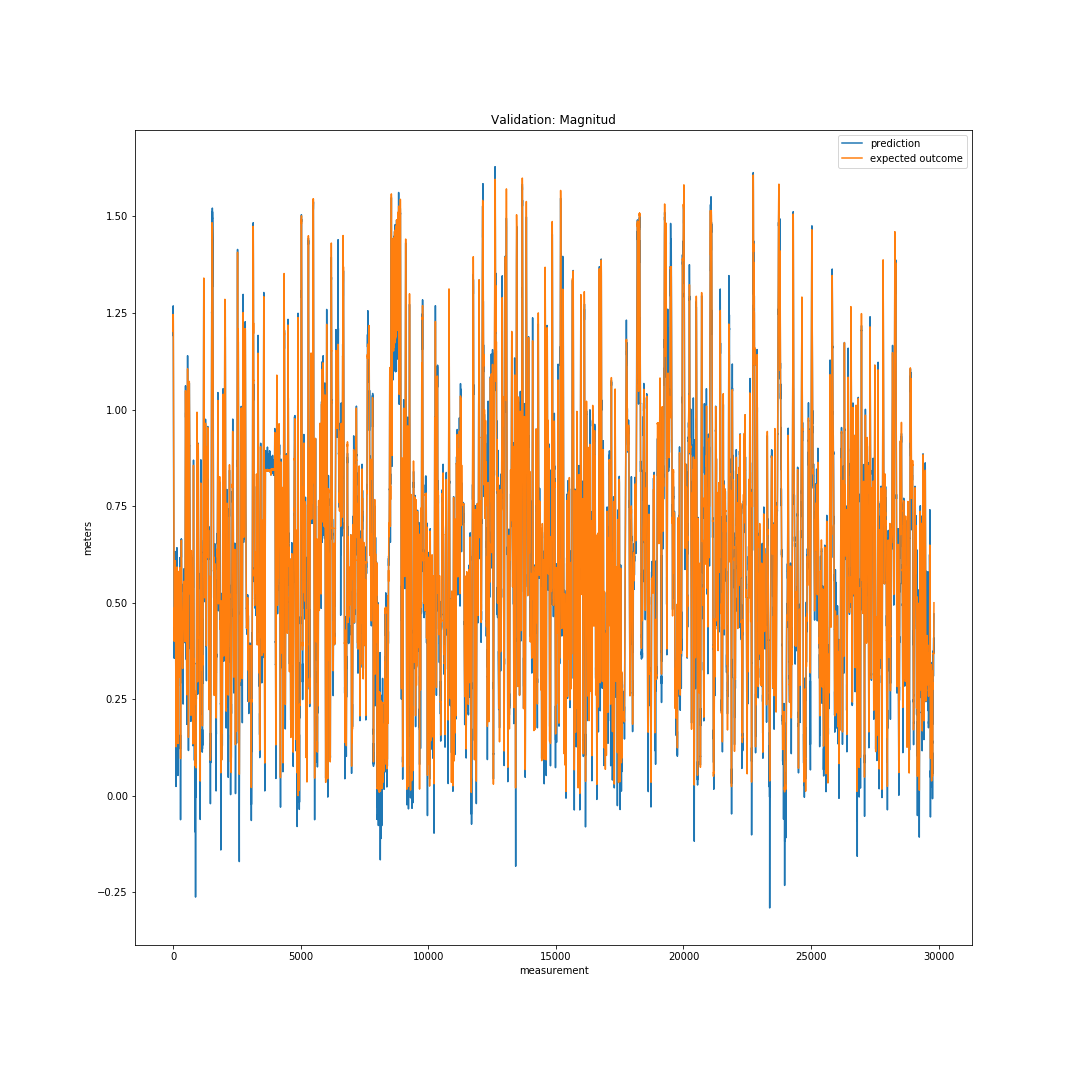 Validation: Magnitud
prediction
expected outcome
1.50
1.25
1.00
0.75
0.50
0.25
0.00
−0.25
meters
0 5000 10000 15000 20000 25000 30000
measurement